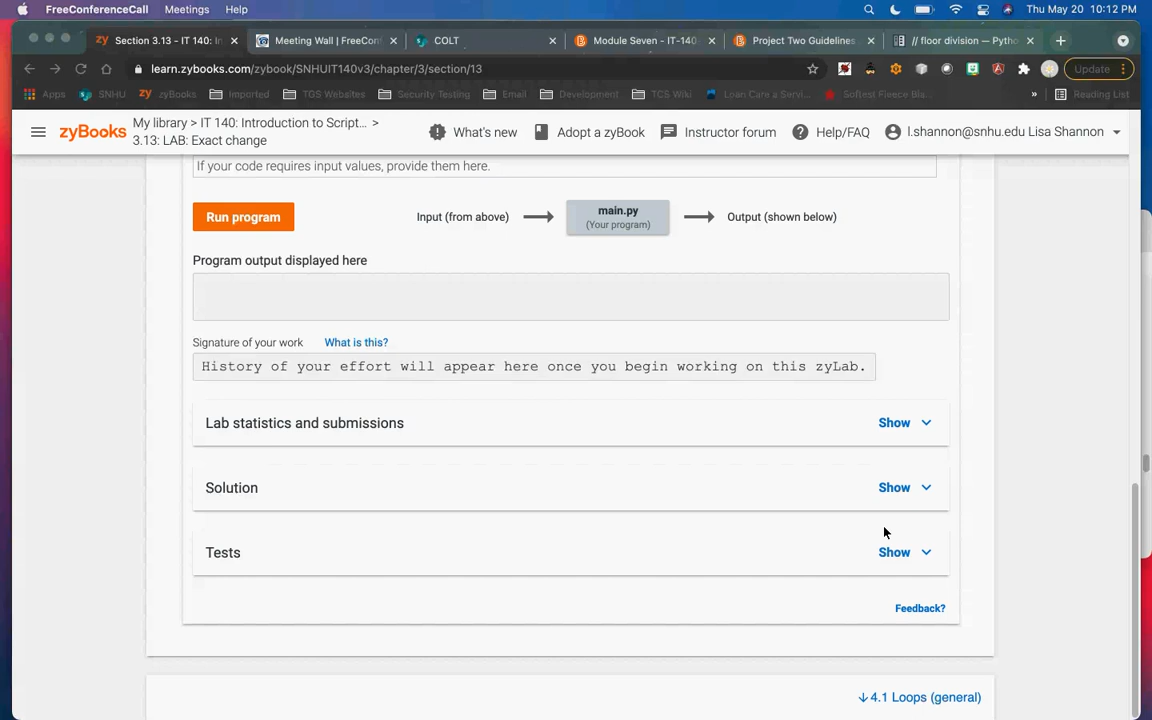 FreeConferenceCall Meetings Help Thu May 20 10:12 PM
Section 3.13 - IT 140: In Meeting Wall | FreeConf COLT Module Seven - IT-140 Project Two Guidelines // floor division — Pytho
learn.zybooks.com/zybook/SNHUIT140v3/chapter/3/section/13 Update
Apps SNHU zyBooks Imported TGS Websites Security Testing Email Development TCS Wiki Loan Care a Servi... Softest Fleece Bla... » Reading List
zyBooks My library > IT 140: Introduction to Script... > What's new Adopt a zyBook Instructor forum Help/FAQ l.shannon@snhu.edu Lisa Shannon
3.13: LAB: Exact change
If your code requires input values, provide them here.
Run program Input (from above) main.py Output (shown below)
(Your program)
Program output displayed here
Signature of your work What is this?
History of your effort will appear here once you begin working on this zyLab.
Lab statistics and submissions Show
Solution Show
Tests Show
Feedback?
4.1 Loops (general)